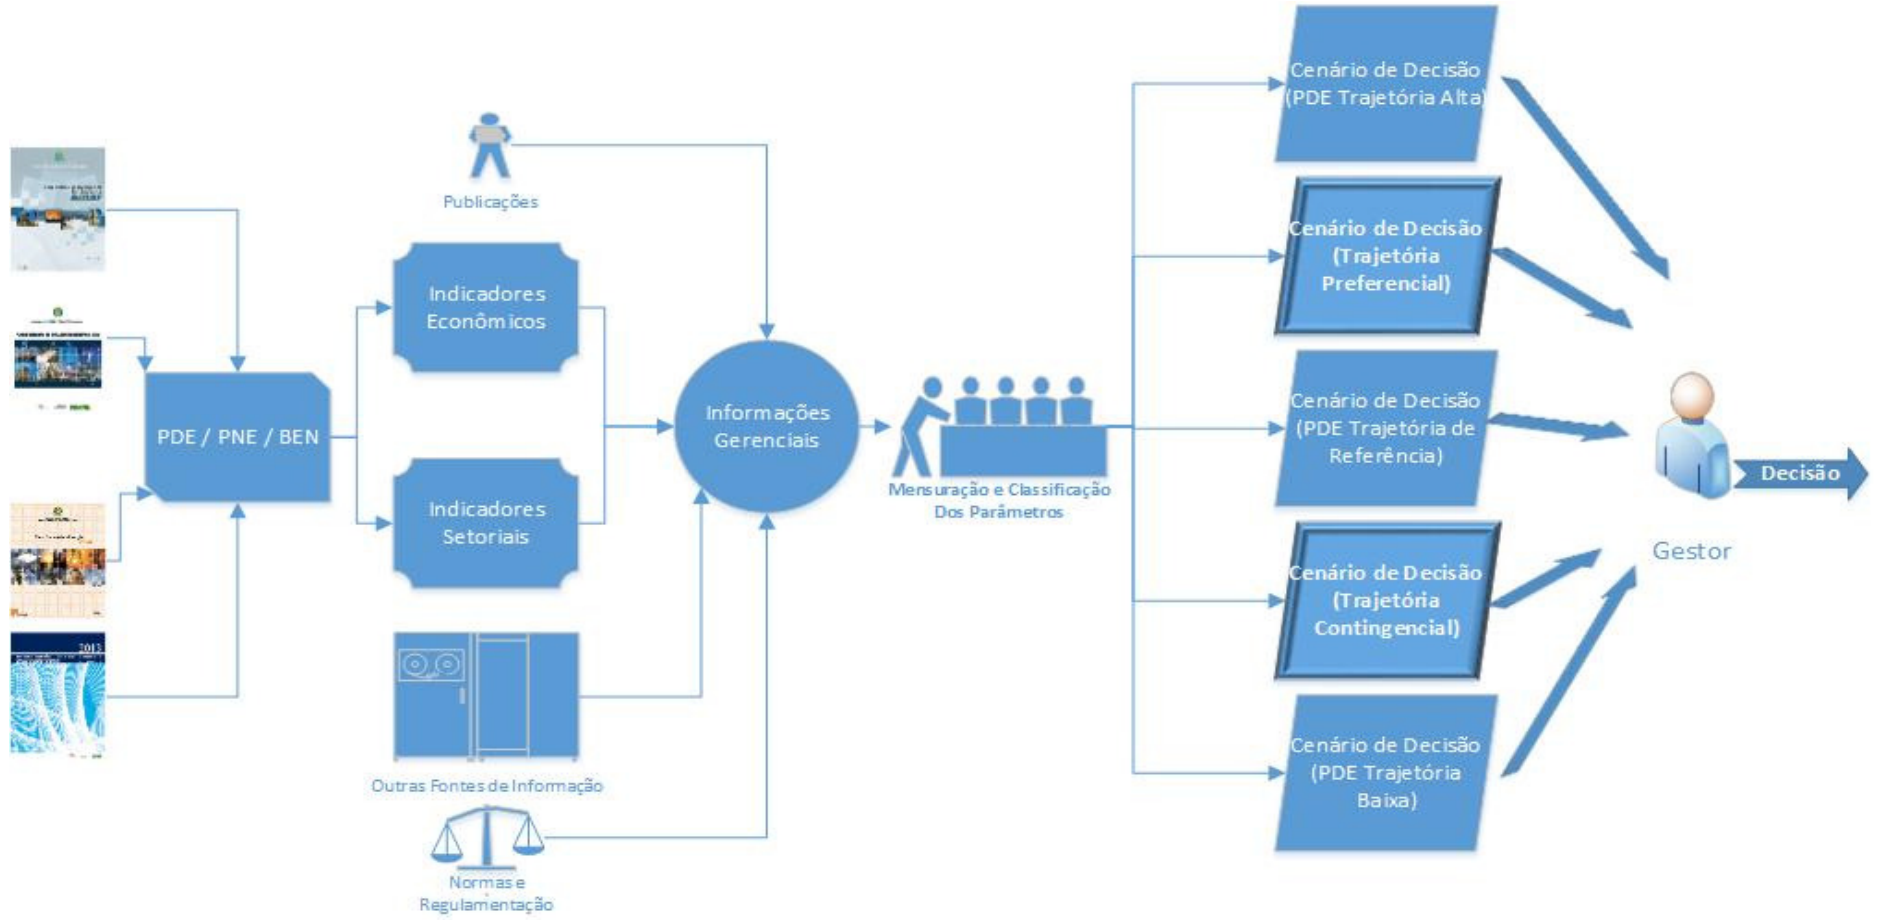 Publicações
2013
PDE / PNE / BEN
Indicadores
Econômicos
Indicadores
Setoriais
Outras Fontes de Informação
Normas e
Regulamentação
Informações
Gerenciais
Mensuração e Classificação
Dos Parâmetros
Cenário de Decisão
(PDE Trajetória Alta)
Cenário de Decisão
(Trajetória
Preferencial)
Cenário de Decisão
(PDE Trajetória de
Referência)
Cenário de Decisão
(Trajetória
Contingencial)
Cenário de Decisão
(PDE Trajetória
Baixa)
Gestor
Decisão